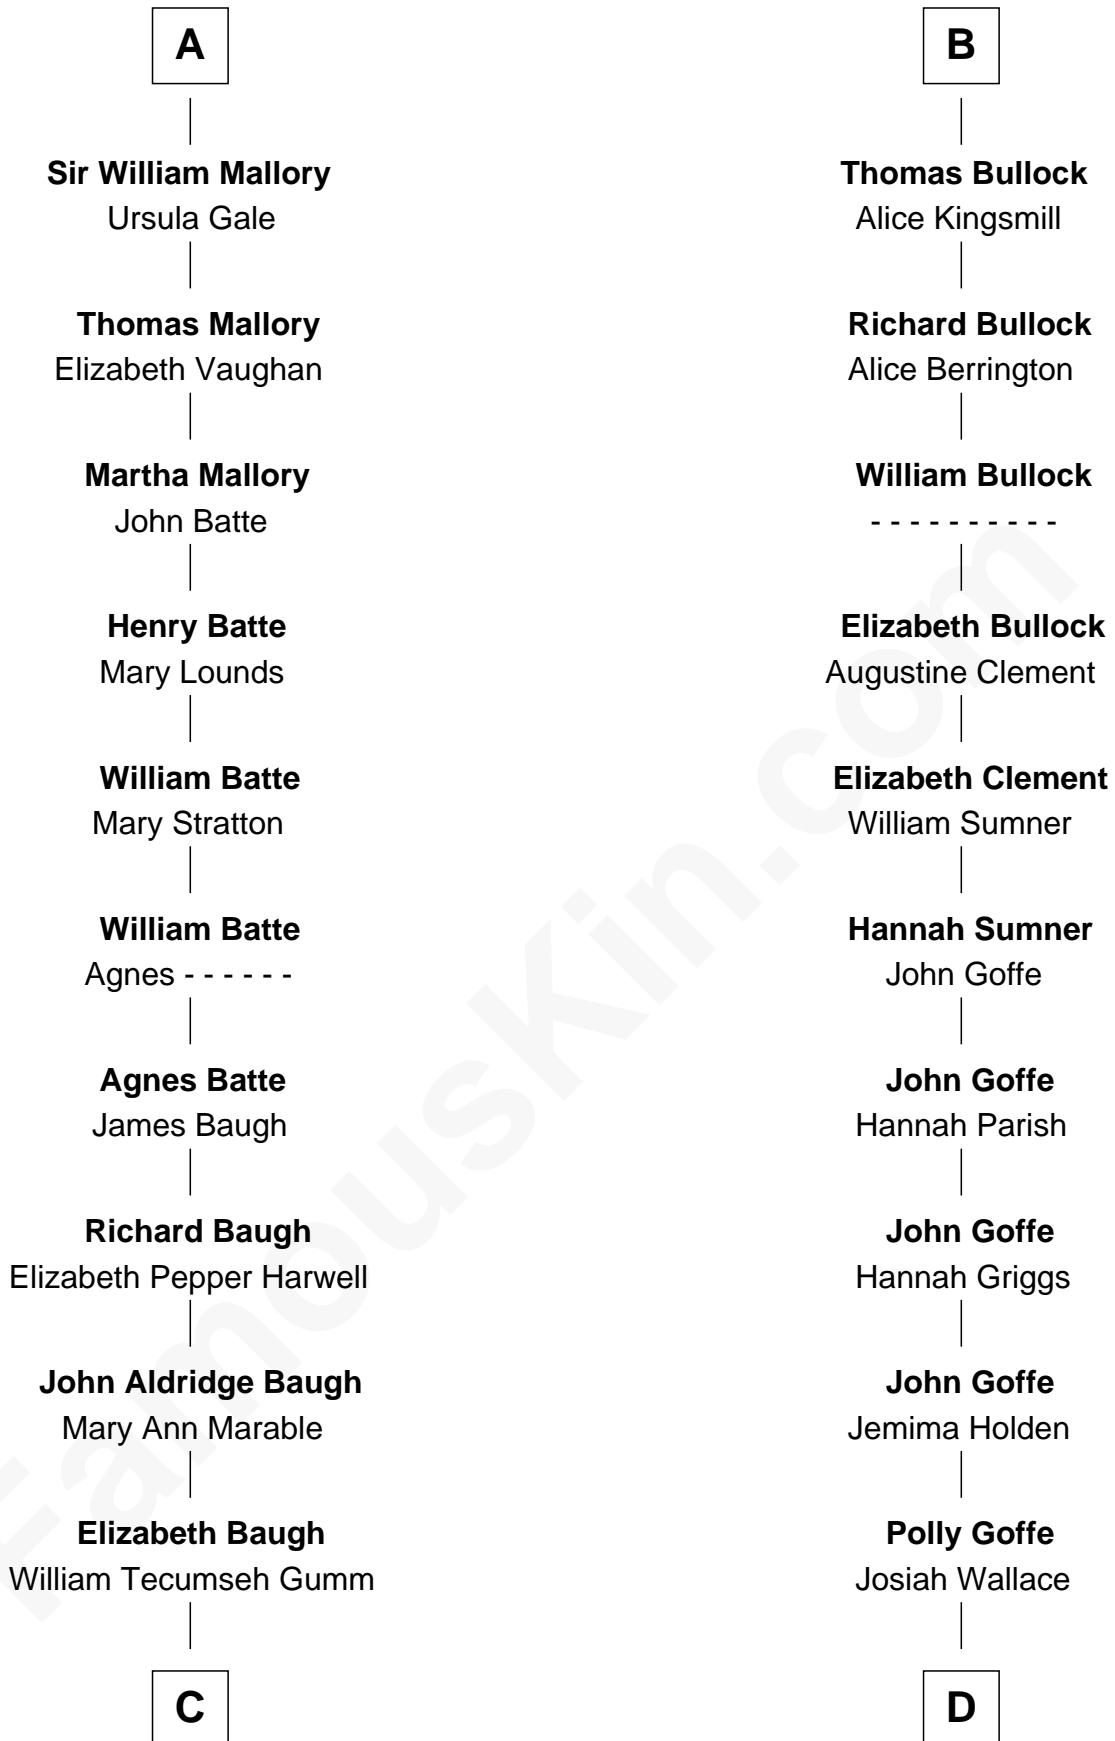 A
Sir William Mallory
Ursula Gale
Thomas Mallory
Elizabeth Vaughan
Martha Mallory
John Batte
Henry Batte
Mary Lounds
William Batte
Mary Stratton
William Batte
Agnes - - - - - -
Agnes Batte
James Baugh
Richard Baugh
Elizabeth Pepper Harwell
John Aldridge Baugh
Mary Ann Marable
Elizabeth Baugh
William Tecumseh Gumm
C
B
Thomas Bullock
Alice Kingsmill
Richard Bullock
Alice Berrington
William Bullock
- - - - - - - - - -
Elizabeth Bullock
Augustine Clement
Elizabeth Clement
William Sumner
Hannah Sumner
John Goffe
John Goffe
Hannah Parish
John Goffe
Hannah Griggs
John Goffe
Jemima Holden
Polly Goffe
Josiah Wallace
D
FamousKin.com